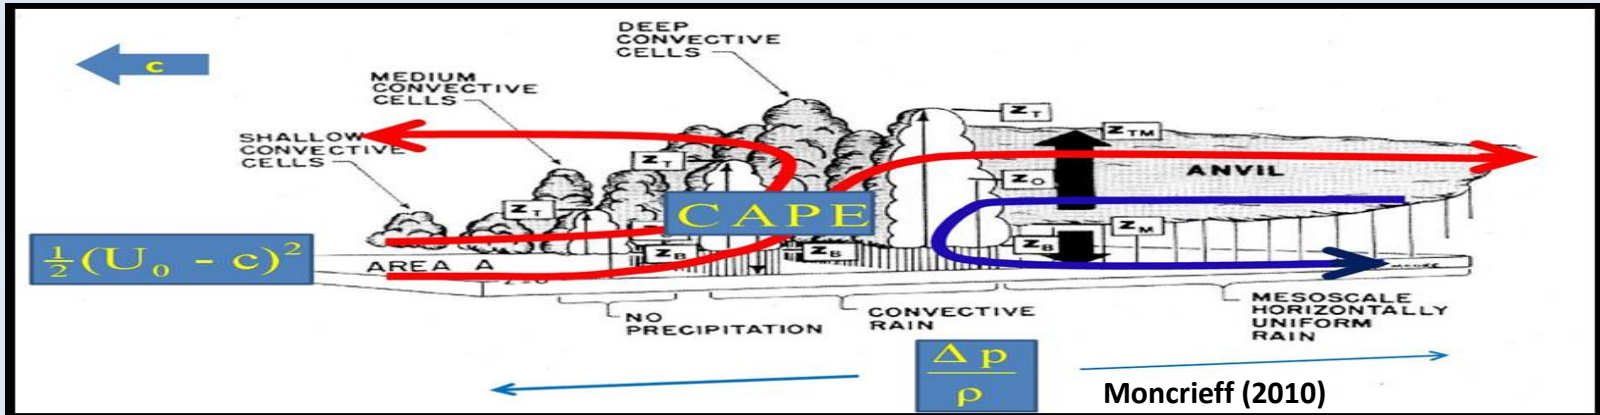 DEEP
CONVECTIVE
CELLS
c
MEDIUM
CONVECTIVE
CELLS
SHALLOW
CONVECTIVE
CELLS
Z_T
Z_TM
Z_T
Z_O
ANVIL
Z_T
CAPE
Z_M
Z_B
Z_B
Z_B
½(U₀ - c)²
AREA A
NO
PRECIPITATION
CONVECTIVE
RAIN
MESOSCALE
HORIZONTALLY
UNIFORM
RAIN
Δp
ρ
Moncrieff (2010)